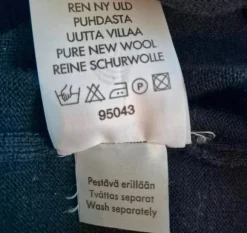 REN NY ULD
PUHDASTA
UUTTA VILLAA
PURE NEW WOOL
REINE SCHURWOLLE
P
95043
Pestävä erillään
Tvättas separat
Wash separately